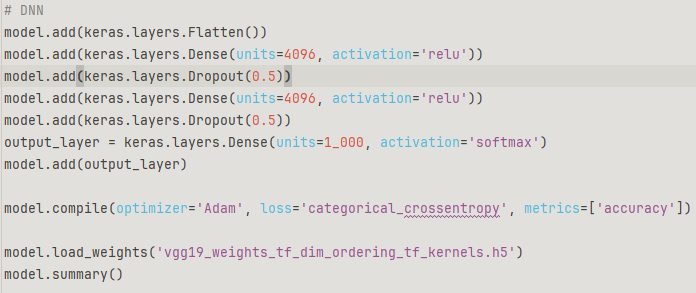 # DNN
model.add(keras.layers.Flatten())
model.add(keras.layers.Dense(units=4096, activation='relu'))
model.add(keras.layers.Dropout(0.5))
model.add(keras.layers.Dense(units=4096, activation='relu'))
model.add(keras.layers.Dropout(0.5))
output_layer = keras.layers.Dense(units=1_000, activation='softmax')
model.add(output_layer)
model.compile(optimizer='Adam', loss='categorical_crossentropy', metrics=['accuracy'])
model.load_weights('vgg19_weights_tf_dim_ordering_tf_kernels.h5')
model.summary()